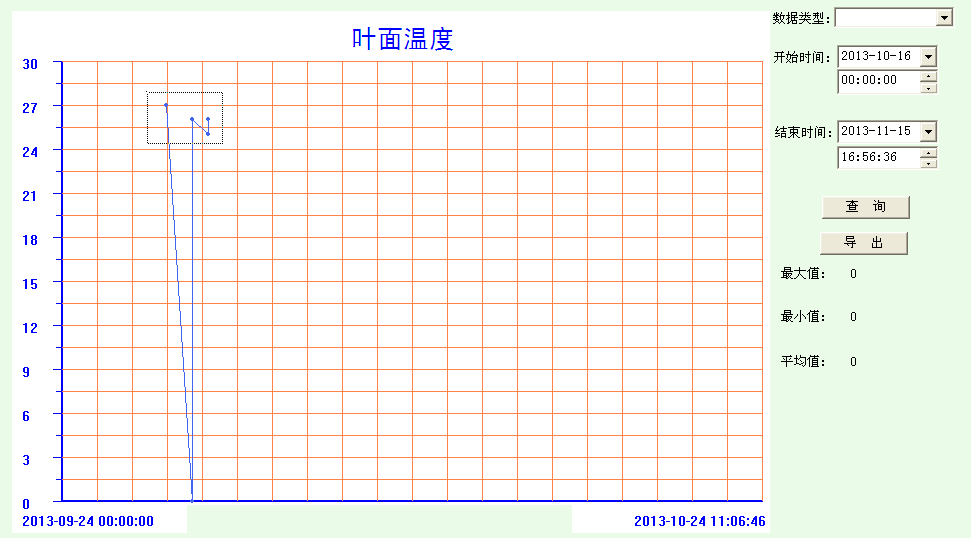 叶面温度
30
27
24
21
18
15
12
9
6
3
0
2013-09-24 00:00:00
2013-10-24 11:06:46
数据类型:
开始时间: 2013-10-16
00:00:00
结束时间: 2013-11-15
16:56:36
查 询
导 出
最大值: 0
最小值: 0
平均值: 0